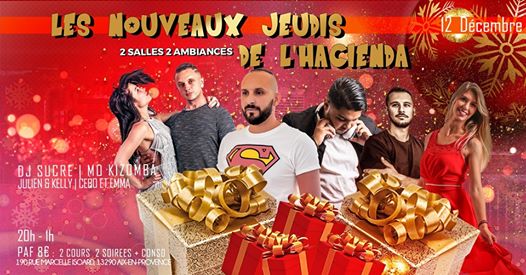 LES NOUVEAUX JEUDIS
12 Décembre
2 SALLES 2 AMBIANCES
DE L'HACIENDA
DJ SUCRE | MO KIZOMBA
JULIEN & KELLY | CEBO ET EMMA
20h - 1h
PAF 8E : 2 COURS 2 SOIREES + CONSO
190 RUE MARCELLE ISOARD, 13290 AIX-EN-PROVENCE